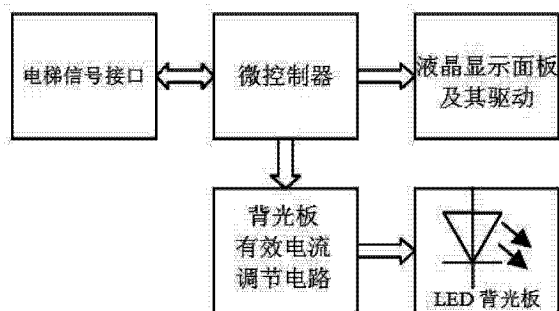 电梯信号接口
微控制器
液晶显示面板
及其驱动
背光板
有效电流
调节电路
LED 背光板